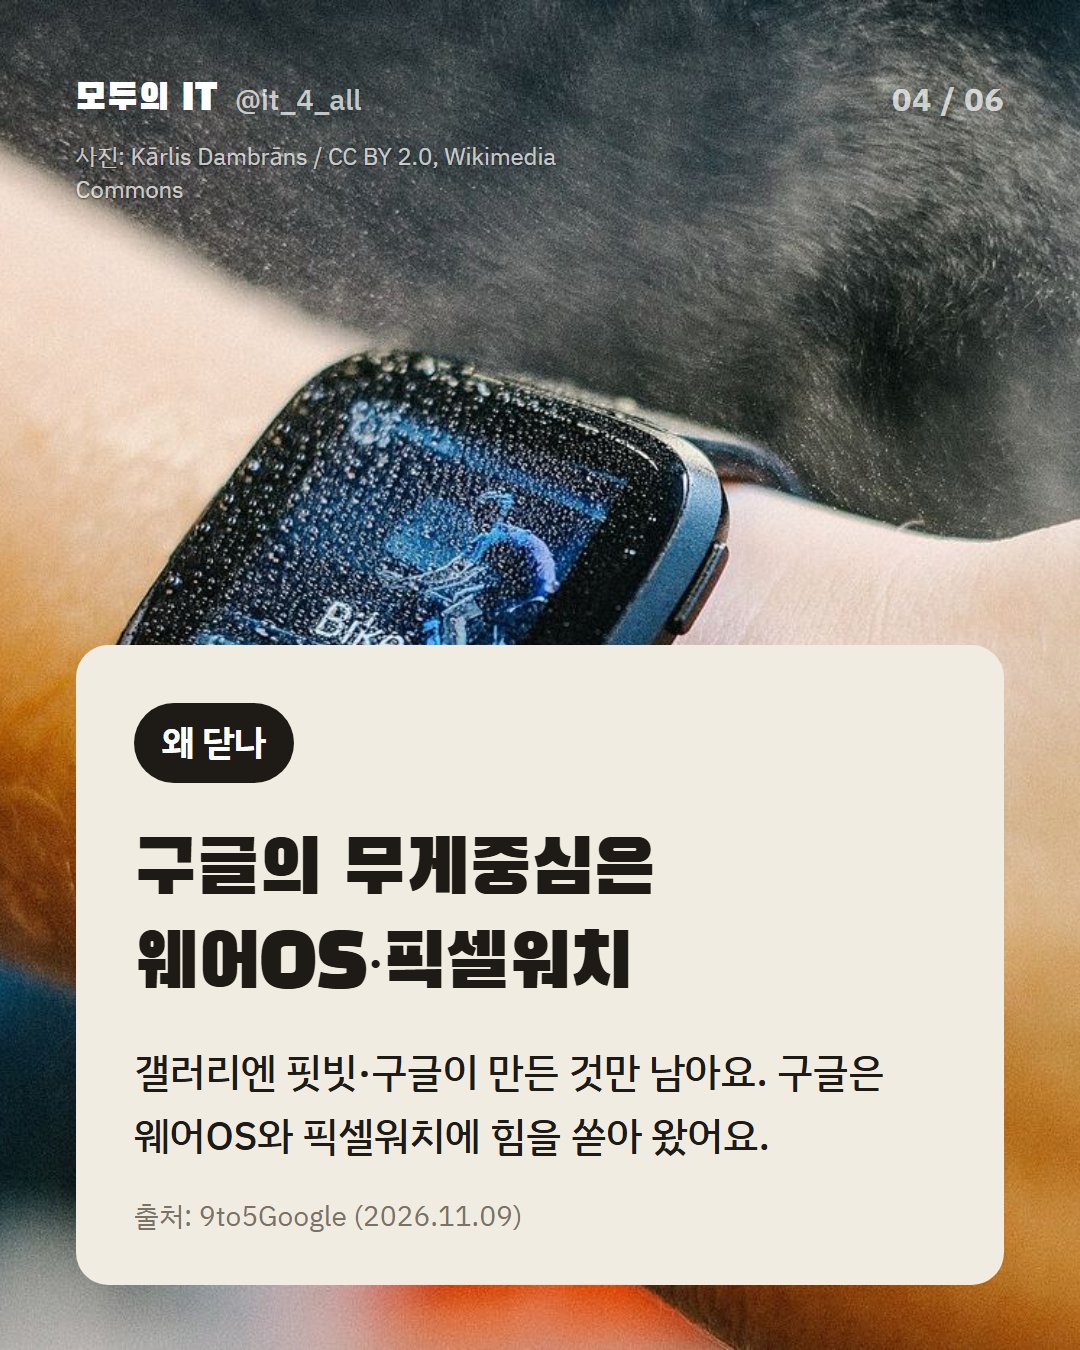 모두의 IT @it_4_all
04 / 06
사진: Kārlis Dambrāns / CC BY 2.0, Wikimedia
Commons
Bike
왜 닫나
구글의 무게중심은
웨어OS·픽셀워치
갤러리엔 핏빗·구글이 만든 것만 남아요. 구글은
웨어OS와 픽셀워치에 힘을 쏟아 왔어요.
출처: 9to5Google (2026.11.09)